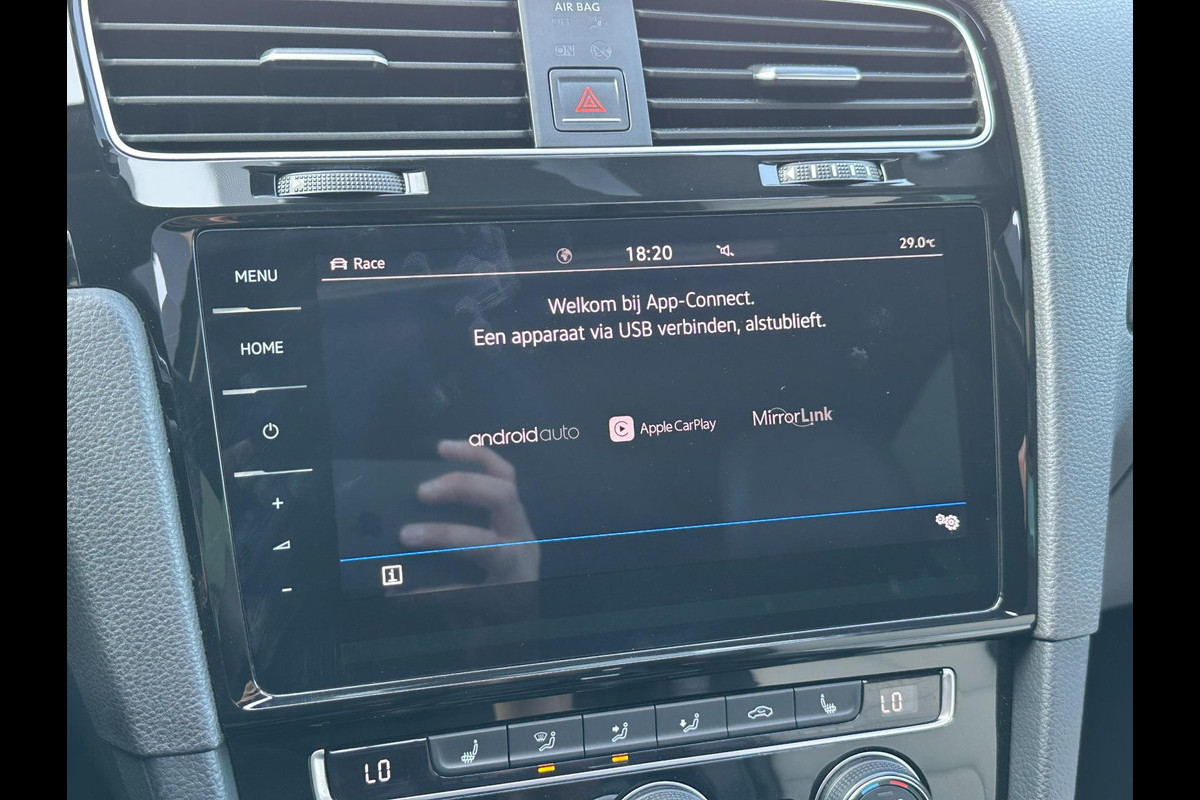 AIR BAG
OFF
ON
MENU
HOME
Race
18:20
29.0°C
Welkom bij App-Connect.
Een apparaat via USB verbinden, alstublieft.
androidauto
Apple CarPlay
MirrorLink
+
-
i
LO
LO